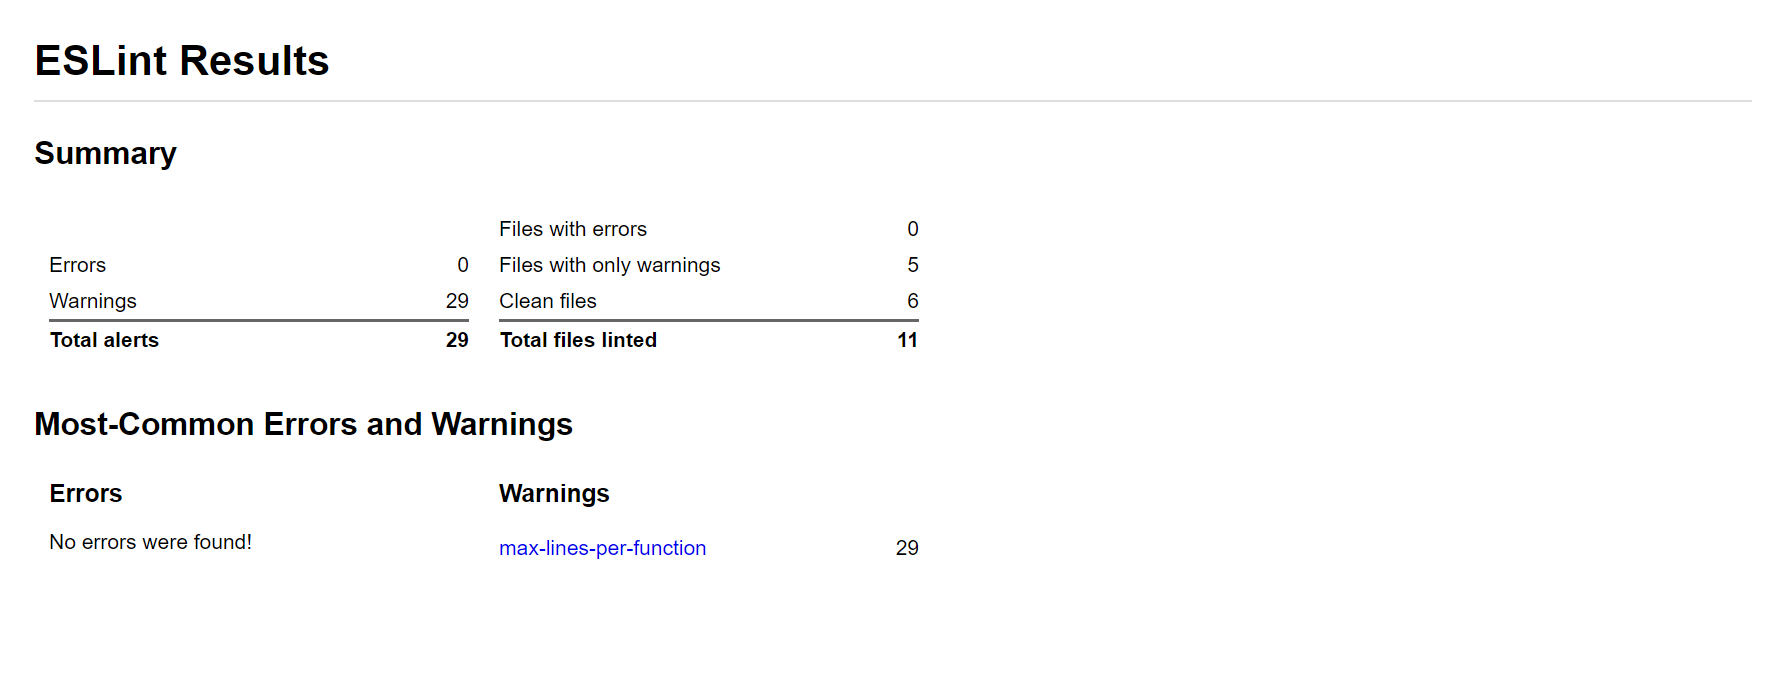 ESLint Results
Summary
Files with errors 0
Errors 0 Files with only warnings 5
Warnings 29 Clean files 6
Total alerts 29 Total files linted 11
Most-Common Errors and Warnings
Errors Warnings
No errors were found! max-lines-per-function 29